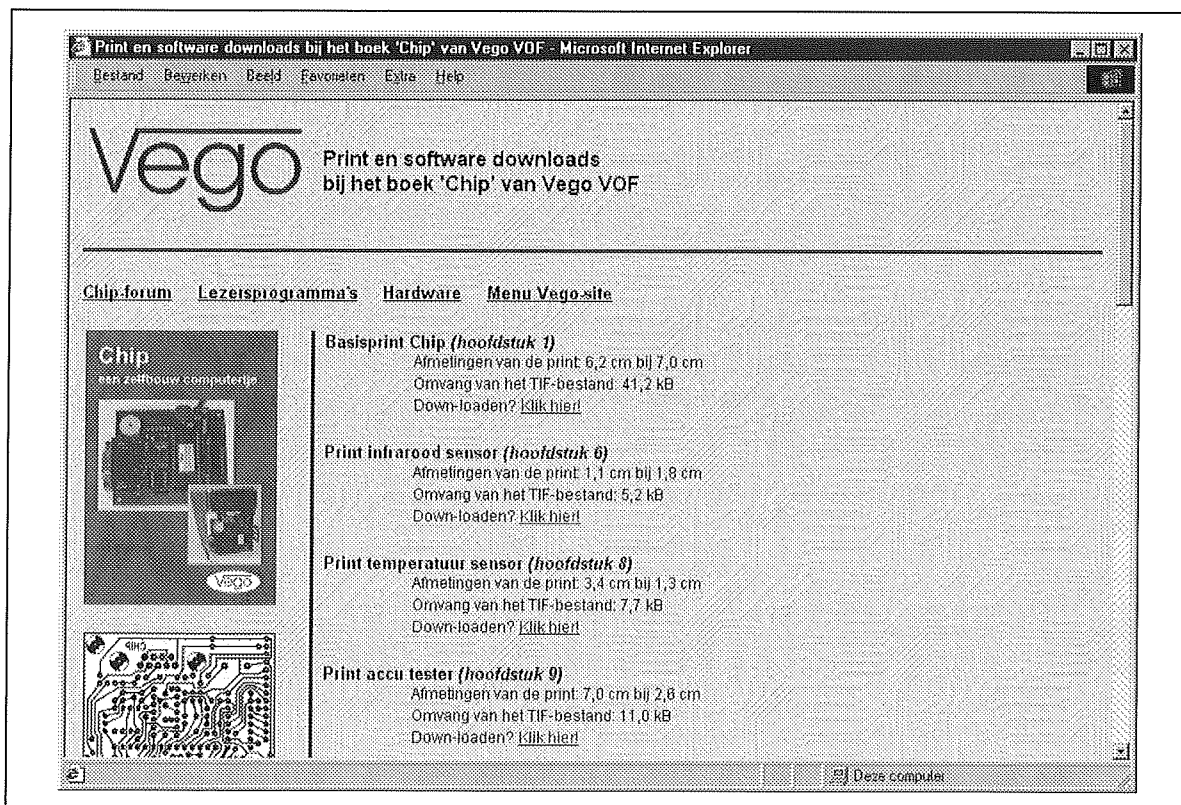 Print en software downloads bij het boek 'Chip' van Vego VOF - Microsoft Internet Explorer
Bestand Bewerken Beeld Favorieten Extra Help
Vego
Print en software downloads
bij het boek 'Chip' van Vego VOF
Chip-forum Lezersprogramma's Hardware Menu Vego-site
Chip
een zelfbouw computertje
Vego
CHIP
Basisprint Chip (hoofdstuk 1)
Afmetingen van de print: 6,2 cm bij 7,0 cm
Omvang van het TIF-bestand: 41,2 kB
Down-loaden? Klik hier!
Print infrarood sensor (hoofdstuk 6)
Afmetingen van de print: 1,1 cm bij 1,8 cm
Omvang van het TIF-bestand: 5,2 kB
Down-loaden? Klik hier!
Print temperatuur sensor (hoofdstuk 8)
Afmetingen van de print: 3,4 cm bij 1,3 cm
Omvang van het TIF-bestand: 7,7 kB
Down-loaden? Klik hier!
Print accu tester (hoofdstuk 9)
Afmetingen van de print: 7,0 cm bij 2,6 cm
Omvang van het TIF-bestand: 11,0 kB
Down-loaden? Klik hier!
Deze computer